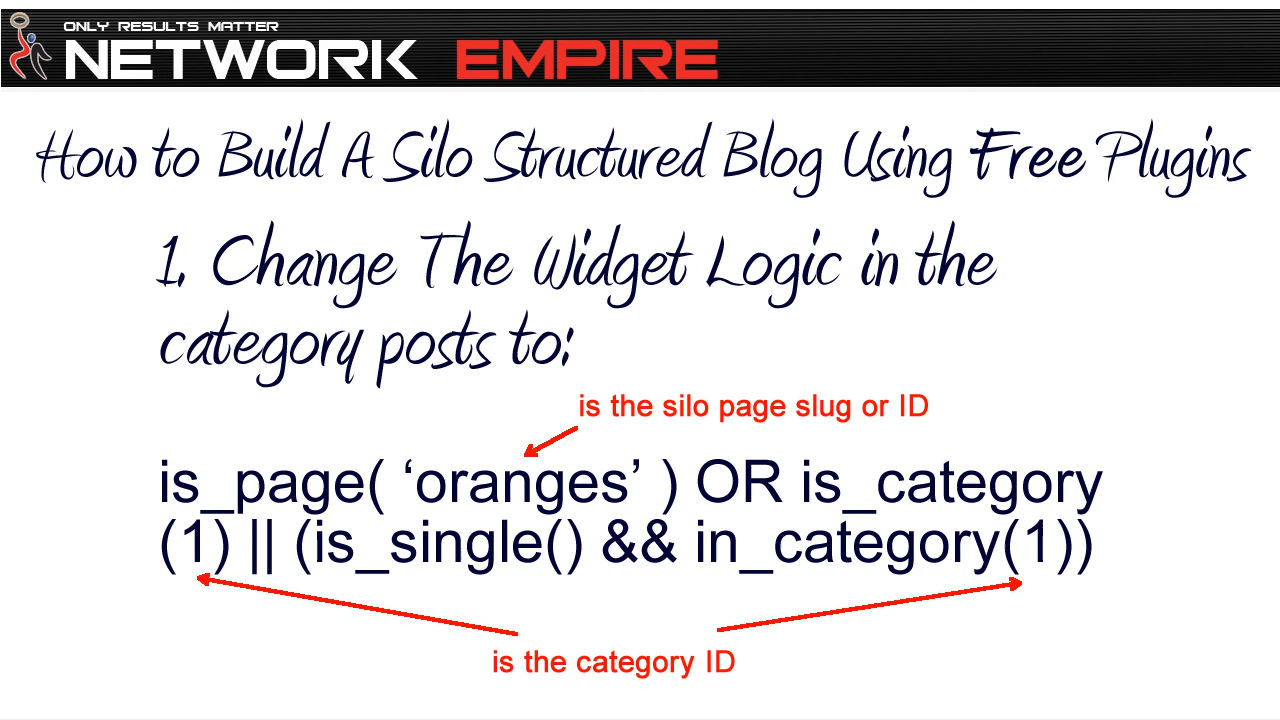 ONLY RESULTS MATTER
NETWORK EMPIRE
How to Build A Silo Structured Blog Using Free Plugins
1. Change The Widget Logic in the
category posts to:
is the silo page slug or ID
is_page( ‘oranges’ ) OR is_category
(1) || (is_single() && in_category(1))
is the category ID